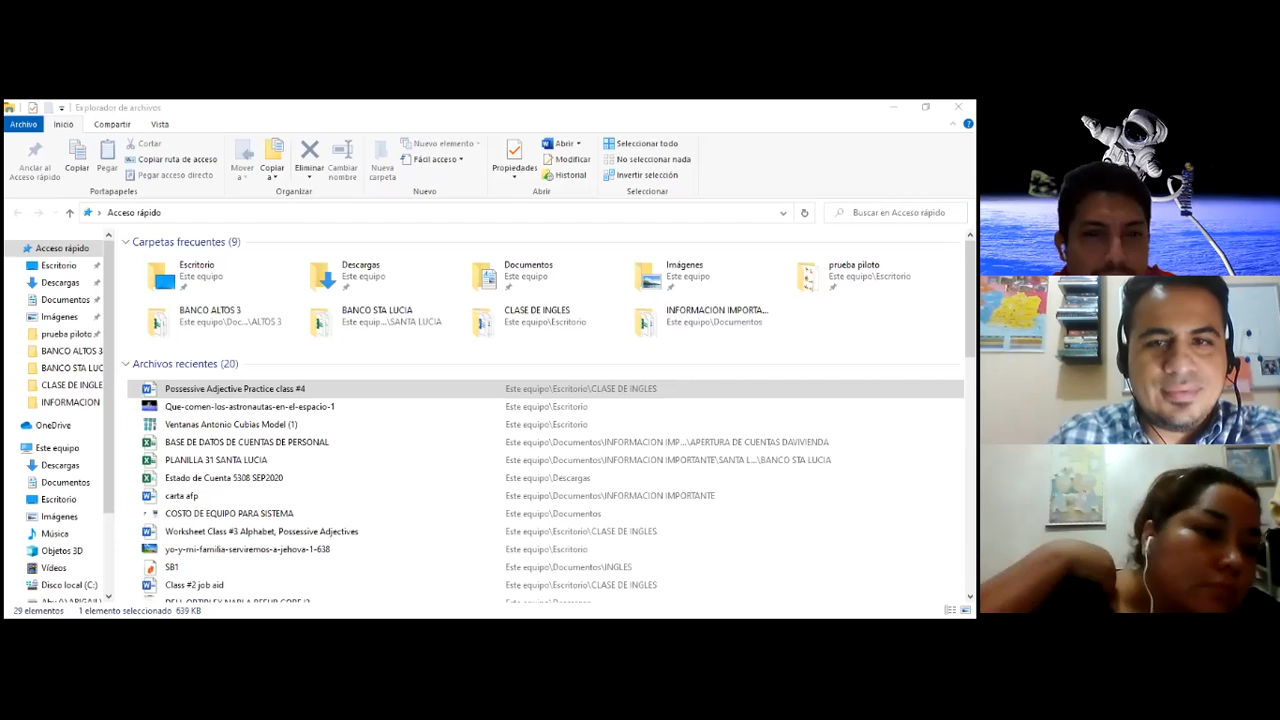 Explorador de archivos
Archivo Inicio Compartir Vista
Anclar al Acceso rápido
Copiar
Pegar
Cortar
Copiar ruta de acceso
Pegar acceso directo
Portapapeles
Mover a
Copiar a
Eliminar
Cambiar nombre
Organizar
Nueva carpeta
Nuevo elemento
Fácil acceso
Nuevo
Propiedades
Abrir
Modificar
Historial
Abrir
Seleccionar todo
No seleccionar nada
Invertir selección
Seleccionar
Acceso rápido
Buscar en Acceso rápido
Acceso rápido
Escritorio
Descargas
Documentos
Imágenes
prueba piloto
BANCO ALTOS 3
BANCO STA LUC
CLASE DE INGLE
INFORMACION
OneDrive
Este equipo
Descargas
Documentos
Escritorio
Imágenes
Música
Objetos 3D
Vídeos
Disco local (C:)
Carpetas frecuentes (9)
Escritorio
Este equipo
Descargas
Este equipo
Documentos
Este equipo
Imágenes
Este equipo
prueba piloto
Este equipo\Escritorio
BANCO ALTOS 3
Este equipo\Doc...\ALTOS 3
BANCO STA LUCIA
Este equip...\SANTA LUCIA
CLASE DE INGLES
Este equipo\Escritorio
INFORMACION IMPORTA...
Este equipo\Documentos
Archivos recientes (20)
Possessive Adjective Practice class #4 Este equipo\Escritorio\CLASE DE INGLES
Que-comen-los-astronautas-en-el-espacio-1 Este equipo\Escritorio
Ventanas Antonio Cubias Model (1) Este equipo\Escritorio
BASE DE DATOS DE CUENTAS DE PERSONAL Este equipo\Documentos\INFORMACION IMP...\APERTURA DE CUENTAS DAVIVIENDA
PLANILLA 31 SANTA LUCIA Este equipo\Documentos\INFORMACION IMPORTANTE\SANTA L...\BANCO STA LUCIA
Estado de Cuenta 5308 SEP2020 Este equipo\Descargas
carta afp Este equipo\Documentos\INFORMACION IMPORTANTE
COSTO DE EQUIPO PARA SISTEMA Este equipo\Documentos
Worksheet Class #3 Alphabet, Possessive Adjectives Este equipo\Escritorio\CLASE DE INGLES
yo-y-mi-familia-serviremos-a-jehova-1-638 Este equipo\Escritorio
SB1 Este equipo\Documentos\INGLES
Class #2 job aid Este equipo\Escritorio\CLASE DE INGLES
29 elementos 1 elemento seleccionado 639 KB